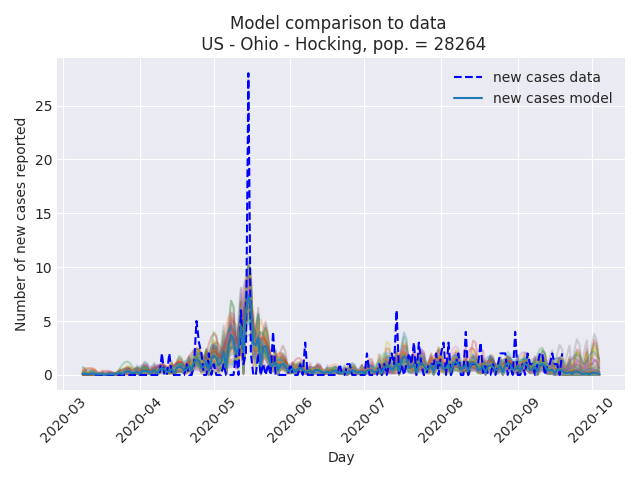 Model comparison to data
US - Ohio - Hocking, pop. = 28264
new cases data
new cases model
Number of new cases reported
25
20
15
10
5
0
2020-03
2020-04
2020-05
2020-06
2020-07
2020-08
2020-09
2020-10
Day